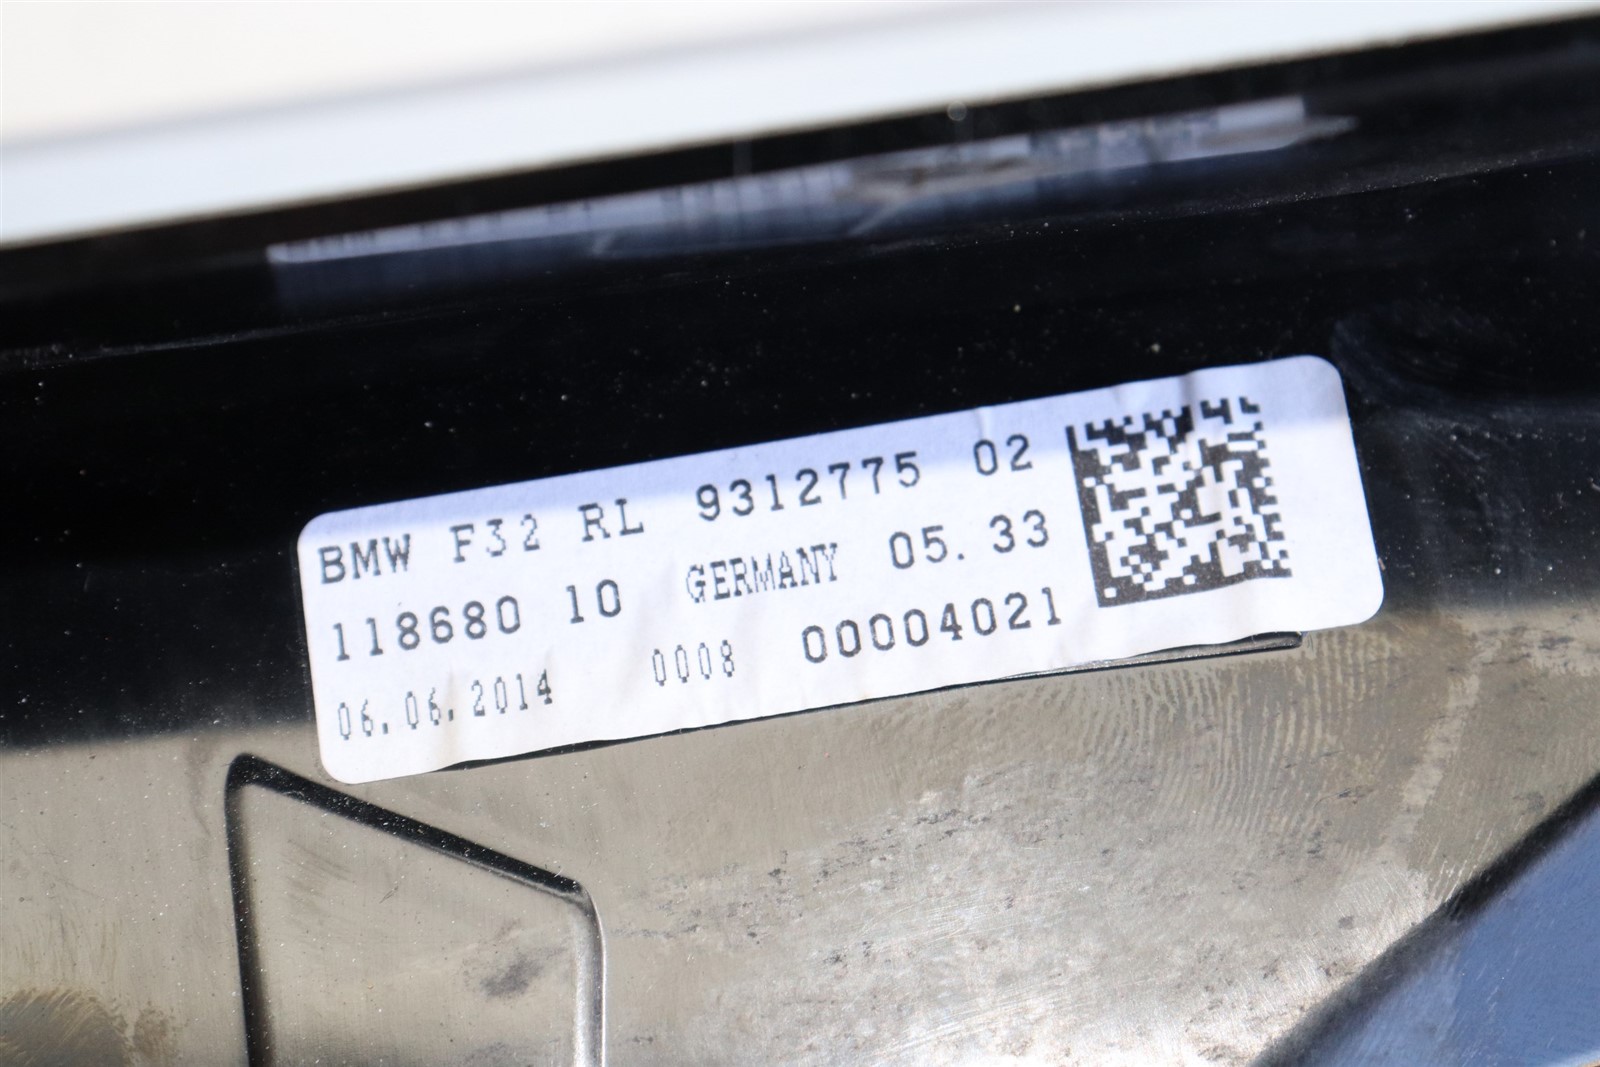 BMW F32 RL 9312775 02
118680 10 GERMANY 05.33
06.06.2014 0008 00004021